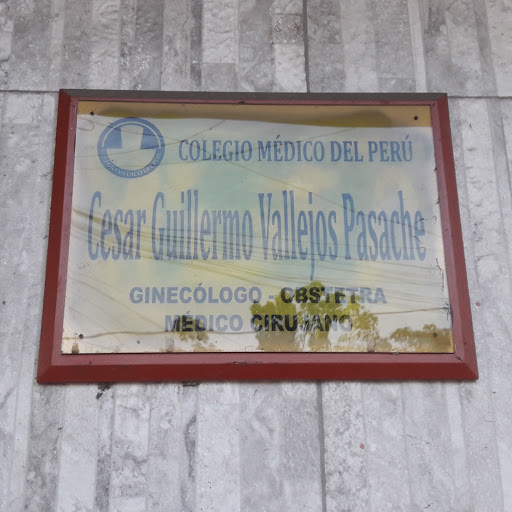 COLEGIO MÉDICO DEL PERÚ
Cesar Guillermo Vallejos Pasache
GINECÓLOGO OBSTETRA
MÉDICO CIRUJANO